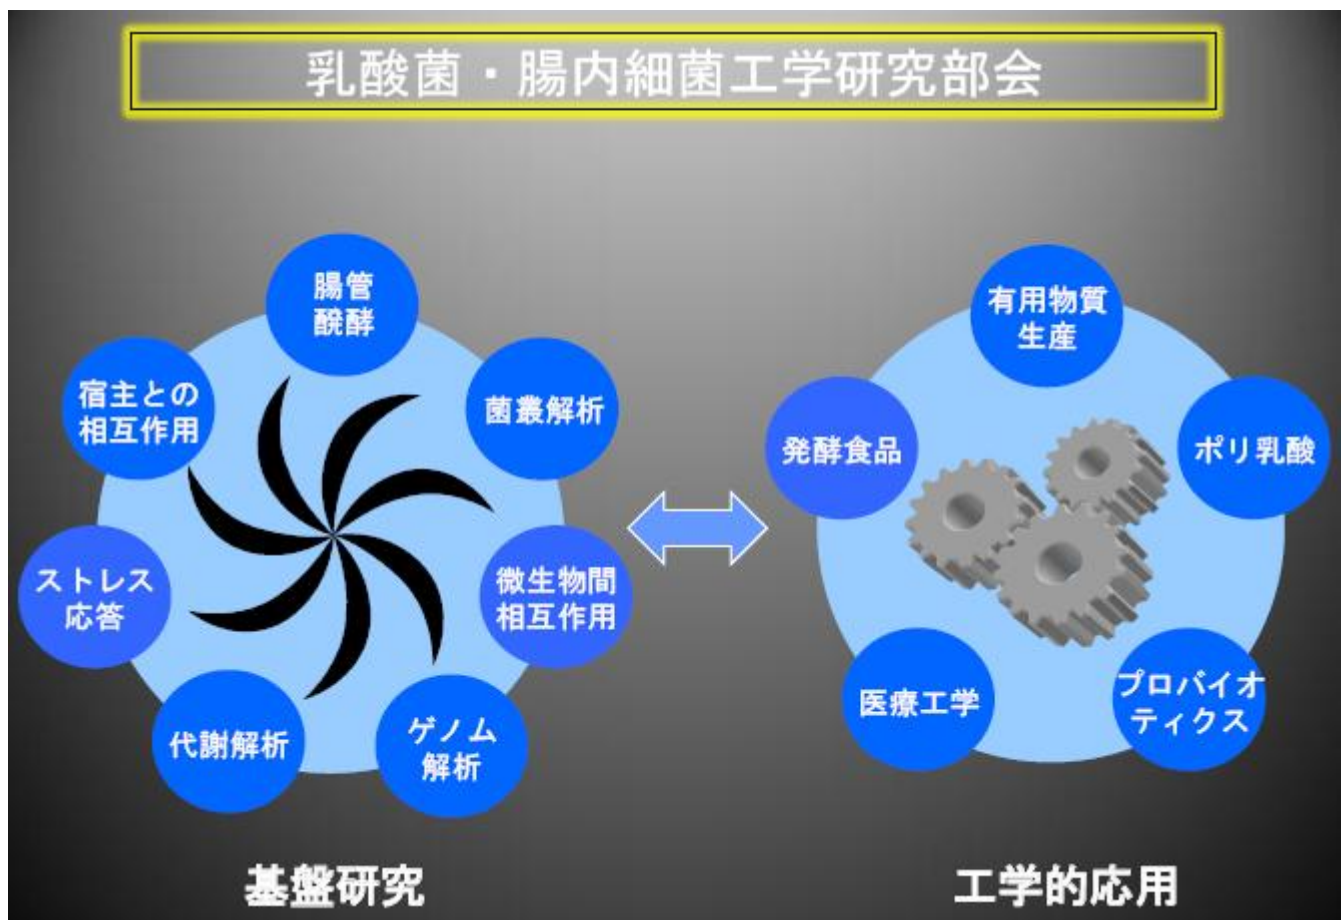 乳酸菌・腸内細菌工学研究部会
腸管
醗酵
菌叢解析
微生物間
相互作用
ゲノム
解析
代謝解析
ストレス
応答
宿主との
相互作用
基盤研究
有用物質
生産
ポリ乳酸
プロバイオ
ティクス
医療工学
発酵食品
工学的応用